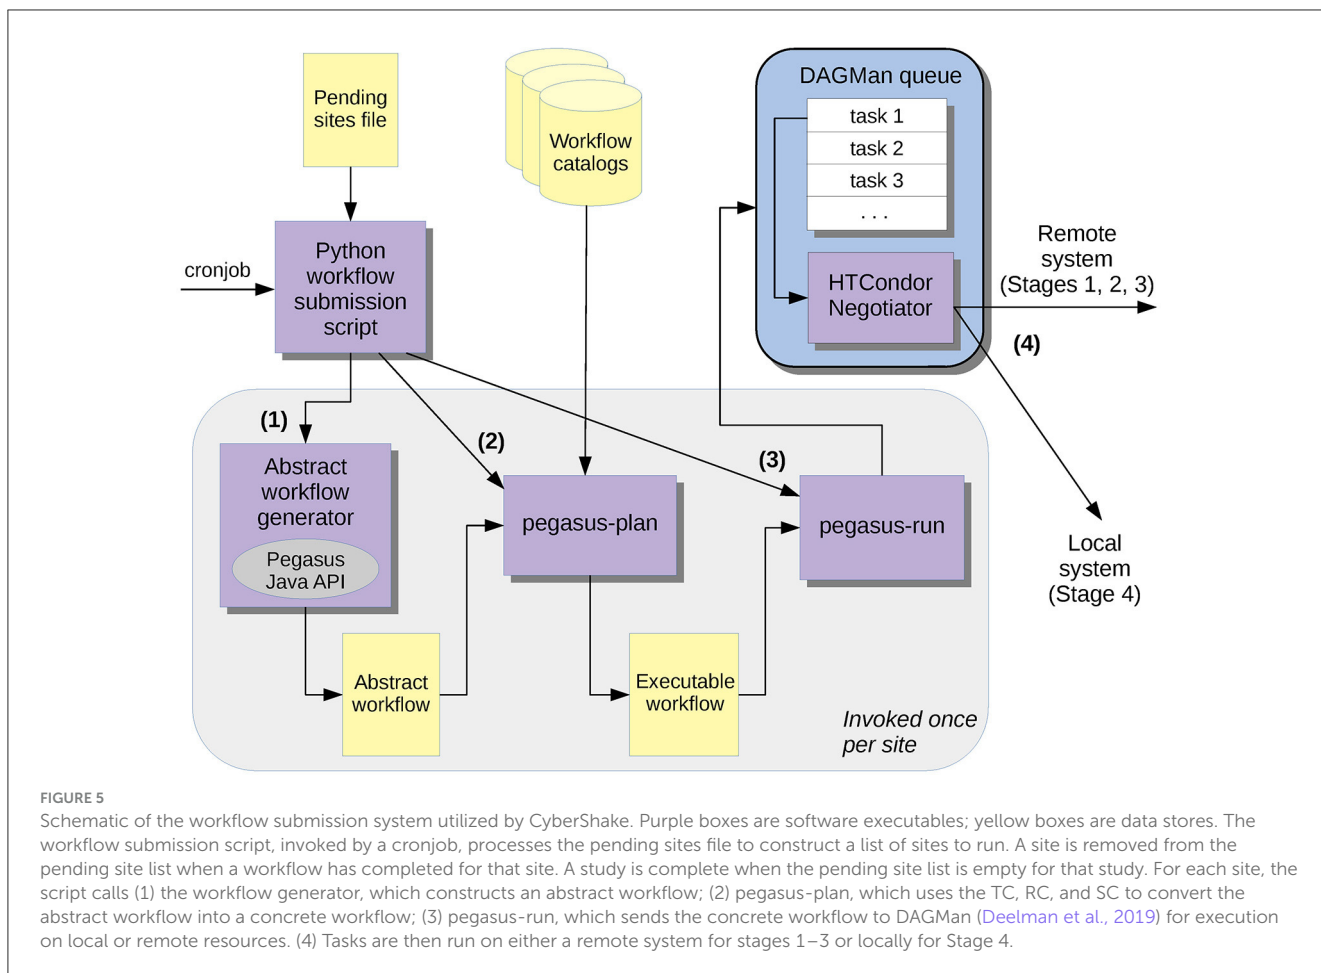 Pending
sites file
Workflow
catalogs
DAGMan queue
task 1
task 2
task 3
. . .
HTCondor
Negotiator
Remote
system
(Stages 1, 2, 3)
(4)
Local
system
(Stage 4)
cronjob
Python
workflow
submission
script
(1)
(2)
(3)
Abstract
workflow
generator
Pegasus
Java API
pegasus-plan
pegasus-run
Abstract
workflow
Executable
workflow
Invoked once
per site
FIGURE 5
Schematic of the workflow submission system utilized by CyberShake. Purple boxes are software executables; yellow boxes are data stores. The
workflow submission script, invoked by a cronjob, processes the pending sites file to construct a list of sites to run. A site is removed from the
pending site list when a workflow has completed for that site. A study is complete when the pending site list is empty for that study. For each site, the
script calls (1) the workflow generator, which constructs an abstract workflow; (2) pegasus-plan, which uses the TC, RC, and SC to convert the
abstract workflow into a concrete workflow; (3) pegasus-run, which sends the concrete workflow to DAGMan (Deelman et al., 2019) for execution
on local or remote resources. (4) Tasks are then run on either a remote system for stages 1–3 or locally for Stage 4.